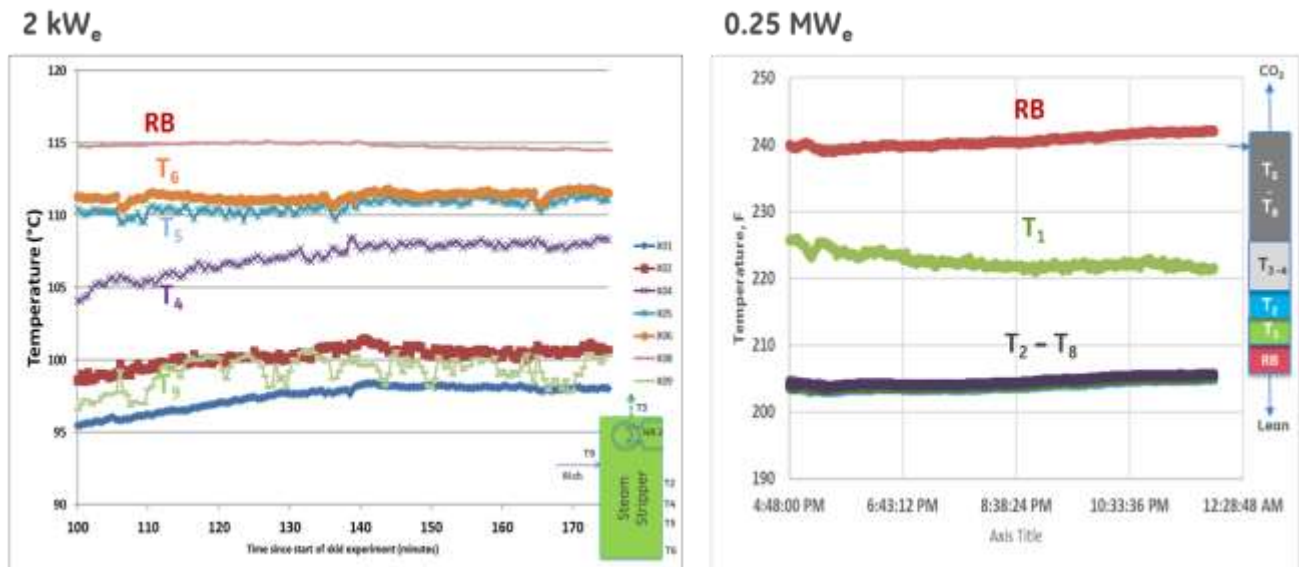 2 kWe
0.25 MWe
120
115
110
105
100
95
90
Temperature (°C)
RB
T6
T5
T4
T9
100
110
120
130
140
150
160
170
Time since start of skid experiment (minutes)
T3
T9
Rich
Steam
Stripper
T2
T4
T5
T6
250
240
230
220
210
200
190
Temperature, F
RB
T1
T2 – T8
4:48:00 PM
6:43:12 PM
8:38:24 PM
10:33:36 PM
12:28:48 AM
Axis Title
CO2
T3-4
T2
T1
RB
Lean